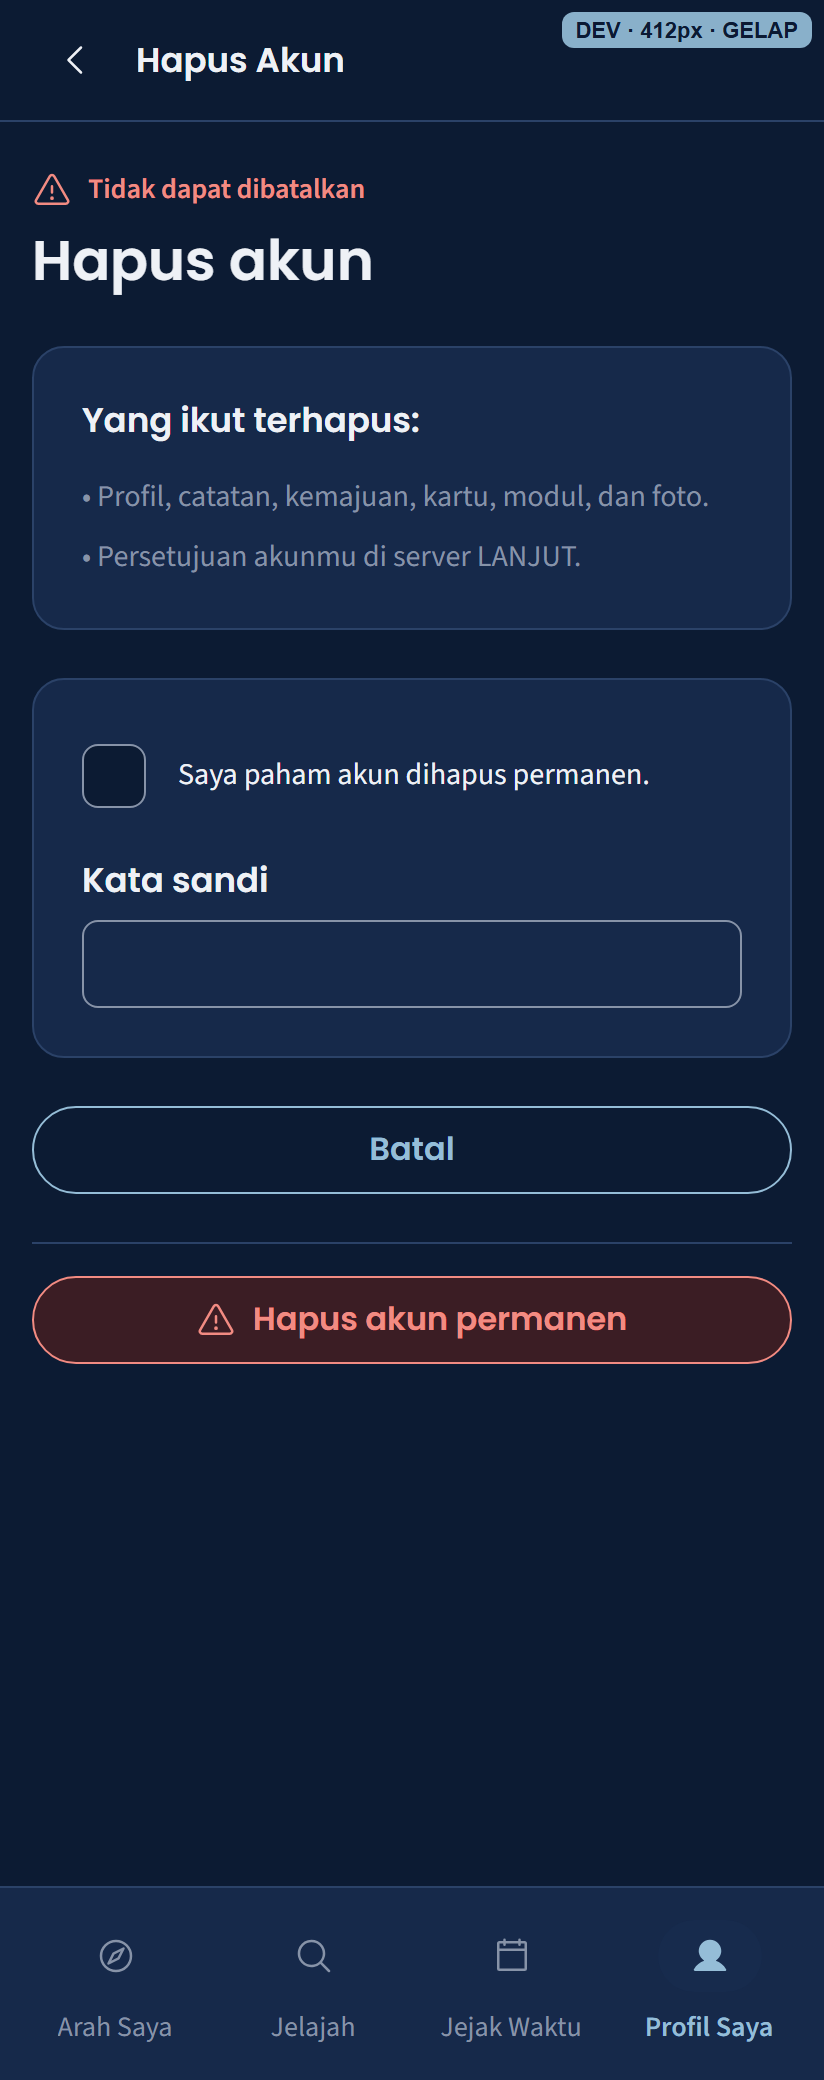 DEV · 412px · GELAP
Hapus Akun
Tidak dapat dibatalkan
Hapus akun
Yang ikut terhapus:
• Profil, catatan, kemajuan, kartu, modul, dan foto.
• Persetujuan akunmu di server LANJUT.
Saya paham akun dihapus permanen.
Kata sandi
Batal
Hapus akun permanen
Arah Saya
Jelajah
Jejak Waktu
Profil Saya